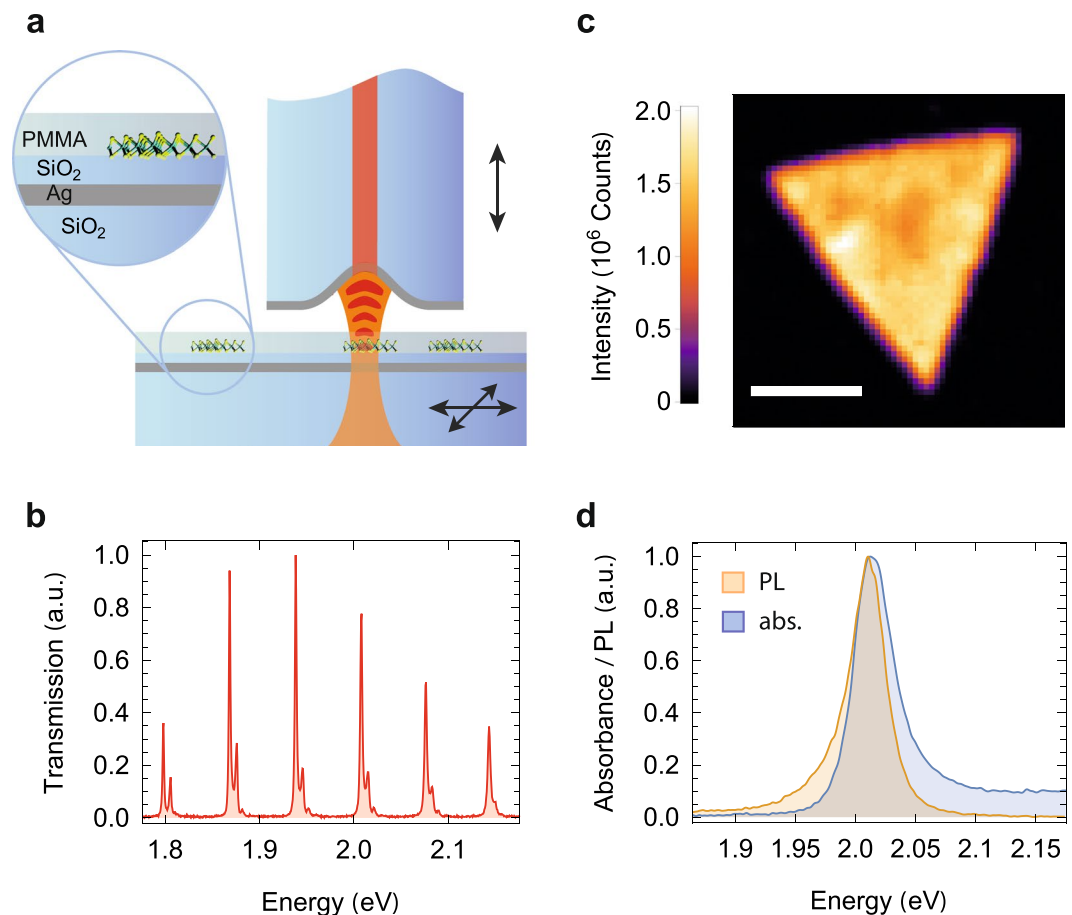 a
PMMA
SiO₂
Ag
SiO₂
c
Intensity (10⁶ Counts)
2.0
1.5
1.0
0.5
0
b
Transmission (a.u.)
1.0
0.8
0.6
0.4
0.2
0.0
1.8 1.9 2.0 2.1
Energy (eV)
d
Absorbance / PL (a.u.)
1.0
0.8
0.6
0.4
0.2
0.0
PL
abs.
1.9 1.95 2.0 2.05 2.1 2.15
Energy (eV)